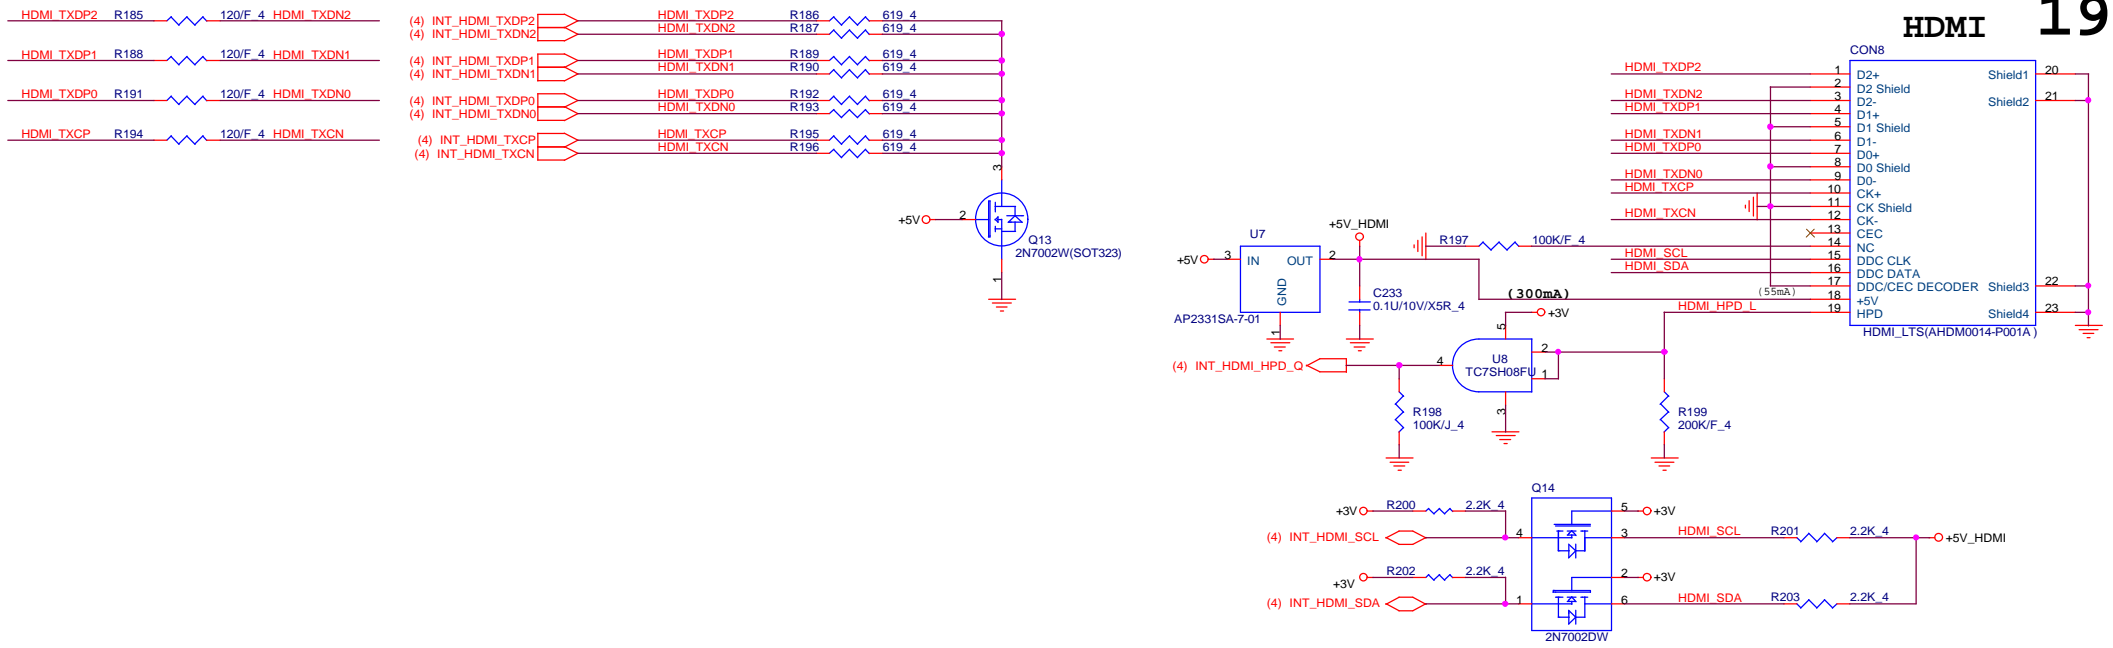 HDMI 19
HDMI_TXDP2 R185 120/F_4 HDMI_TXDN2
HDMI_TXDP1 R188 120/F_4 HDMI_TXDN1
HDMI_TXDP0 R191 120/F_4 HDMI_TXDN0
HDMI_TXCP R194 120/F_4 HDMI_TXCN
(4) INT_HDMI_TXDP2 HDMI_TXDP2 R186 619_4
(4) INT_HDMI_TXDN2 HDMI_TXDN2 R187 619_4
(4) INT_HDMI_TXDP1 HDMI_TXDP1 R189 619_4
(4) INT_HDMI_TXDN1 HDMI_TXDN1 R190 619_4
(4) INT_HDMI_TXDP0 HDMI_TXDP0 R192 619_4
(4) INT_HDMI_TXDN0 HDMI_TXDN0 R193 619_4
(4) INT_HDMI_TXCP HDMI_TXCP R195 619_4
(4) INT_HDMI_TXCN HDMI_TXCN R196 619_4
3
+5V 2
Q13
2N7002W(SOT323)
1
CON8
HDMI_TXDP2 1 D2+ Shield1 20
2 D2 Shield
HDMI_TXDN2 3 D2- Shield2 21
HDMI_TXDP1 4 D1+
5 D1 Shield
HDMI_TXDN1 6 D1-
HDMI_TXDP0 7 D0+
8 D0 Shield
HDMI_TXDN0 9 D0-
HDMI_TXCP 10 CK+
11 CK Shield
HDMI_TXCN 12 CK-
13 CEC
R197 100K/F_4 14 NC
HDMI_SCL 15 DDC CLK
HDMI_SDA 16 DDC DATA
17 DDC/CEC DECODER Shield3 22
(55mA) 18 +5V
HDMI_HPD_L 19 HPD Shield4 23
HDMI_LTS(AHDM0014-P001A )
U7
+5V_HDMI
+5V 3 IN OUT 2
GND
1
AP2331SA-7-01
C233
0.1U/10V/X5R_4
(300mA)
+3V
5
(4) INT_HDMI_HPD_Q 4 U8 2
TC7SH08FU 1
3
R198
100K/J_4
R199
200K/F_4
Q14
+3V R200 2.2K_4 5 +3V
(4) INT_HDMI_SCL 4 3 HDMI_SCL R201 2.2K_4 +5V_HDMI
+3V R202 2.2K_4 2 +3V
(4) INT_HDMI_SDA 1 6 HDMI_SDA R203 2.2K_4
2N7002DW